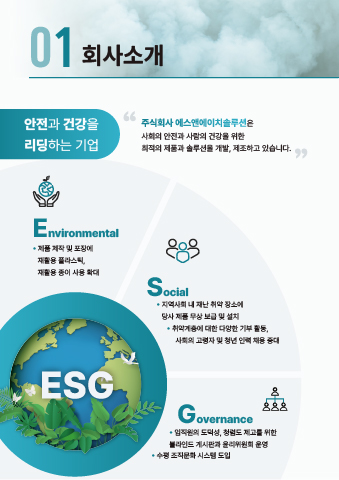 01 회사소개
안전과 건강을
리딩하는 기업
“
주식회사 에스앤에이치솔루션은
사회의 안전과 사람의 건강을 위한
최적의 제품과 솔루션을 개발, 제조하고 있습니다.
”
Environmental
• 제품 제작 및 포장에
재활용 플라스틱,
재활용 종이 사용 확대
Social
• 지역사회 내 재난 취약 장소에
당사 제품 무상 보급 및 설치
• 취약계층에 대한 다양한 기부 활동,
사회의 고령자 및 청년 인력 채용 증대
ESG
Governance
• 임직원의 도덕성, 청렴도 제고를 위한
블라인드 게시판과 윤리위원회 운영
• 수평 조직문화 시스템 도입